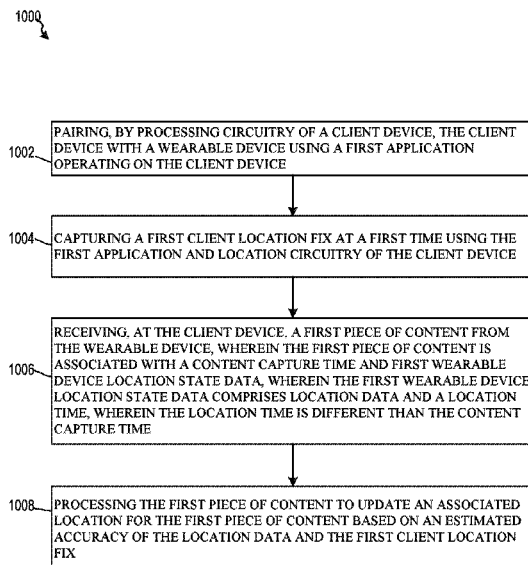 1000
PAIRING, BY PROCESSING CIRCUITRY OF A CLIENT DEVICE, THE CLIENT
1002
DEVICE WITH A WEARABLE DEVICE USING A FIRST APPLICATION
OPERATING ON THE CLIENT DEVICE
1004
CAPTURING A FIRST CLIENT LOCATION FIX AT A FIRST TIME USING THE
FIRST APPLICATION AND LOCATION CIRCUITRY OF THE CLIENT DEVICE
RECEIVING, AT THE CLIENT DEVICE, A FIRST PIECE OF CONTENT FROM
THE WEARABLE DEVICE, WHEREIN THE FIRST PIECE OF CONTENT IS
1006
ASSOCIATED WITH A CONTENT CAPTURE TIME AND FIRST WEARABLE
DEVICE LOCATION STATE DATA, WHEREIN THE FIRST WEARABLE DEVICE
LOCATION STATE DATA COMPRISES LOCATION DATA AND A LOCATION
TIME, WHEREIN THE LOCATION TIME IS DIFFERENT THAN THE CONTENT
CAPTURE TIME
1008
PROCESSING THE FIRST PIECE OF CONTENT TO UPDATE AN ASSOCIATED
LOCATION FOR THE FIRST PIECE OF CONTENT BASED ON AN ESTIMATED
ACCURACY OF THE LOCATION DATA AND THE FIRST CLIENT LOCATION
FIX